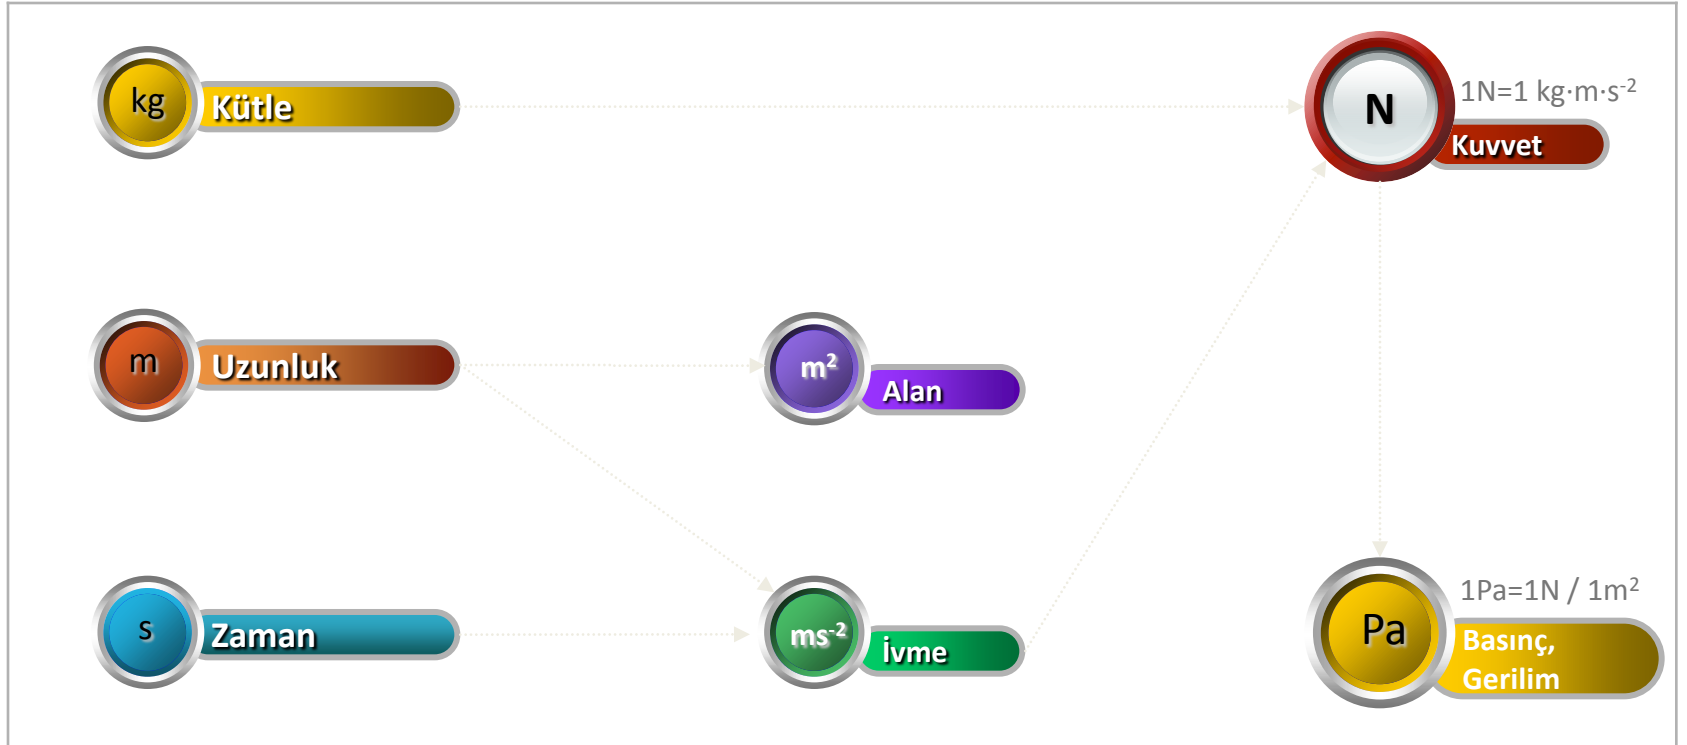 kg
Kütle
N
1N=1 kg·m·s⁻²
Kuvvet
m
Uzunluk
m²
Alan
s
Zaman
ms⁻²
İvme
Pa
1Pa=1N / 1m²
Basınç,
Gerilim